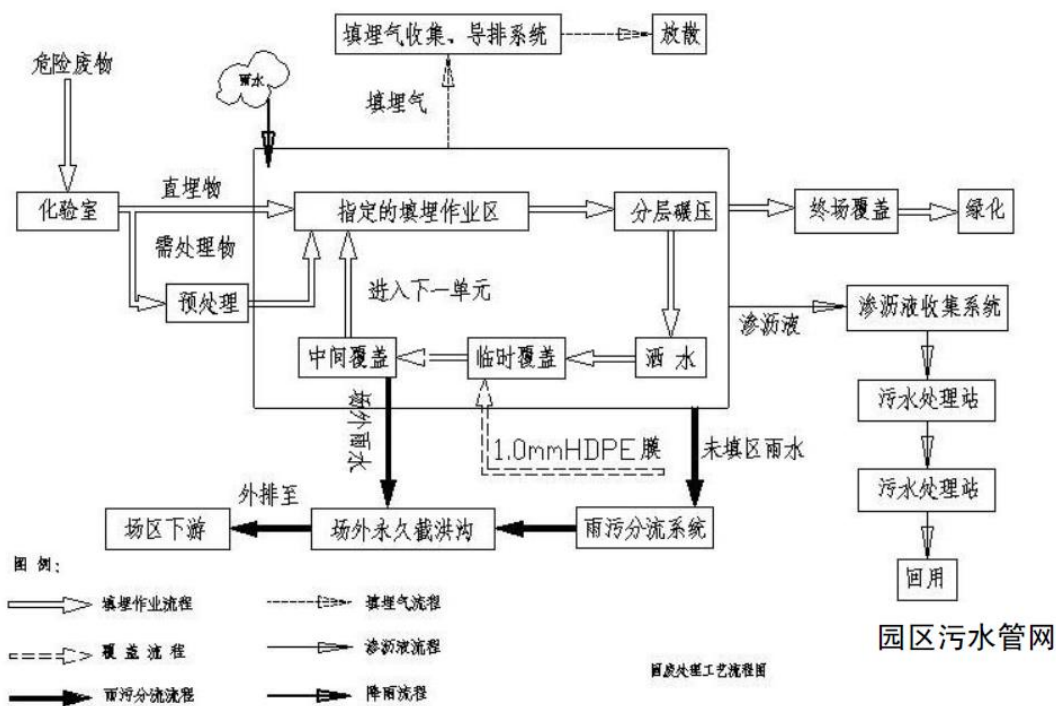 填埋气收集、导排系统
放散
危险废物
雨水
填埋气
化验室
直埋物
指定的填埋作业区
分层碾压
终场覆盖
绿化
需处理物
预处理
进入下一单元
渗沥液
渗沥液收集系统
中间覆盖
临时覆盖
洒 水
污水处理站
场外雨水
1.0mmHDPE膜
未填区雨水
污水处理站
外排至
场区下游
场外永久截洪沟
雨污分流系统
回用
图 例：
填埋作业流程
填埋气流程
园区污水管网
覆 盖 流 程
渗沥液流程
固废处理工艺流程图
雨污分流流程
降雨流程